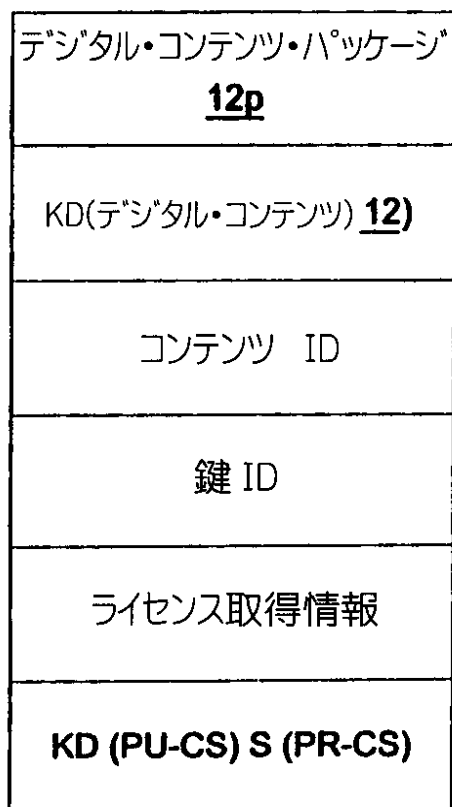 デジタル・コンテンツ・パッケージ
12p
KD(デジタル・コンテンツ) 12)
コンテンツ ID
鍵 ID
ライセンス取得情報
KD (PU-CS) S (PR-CS)